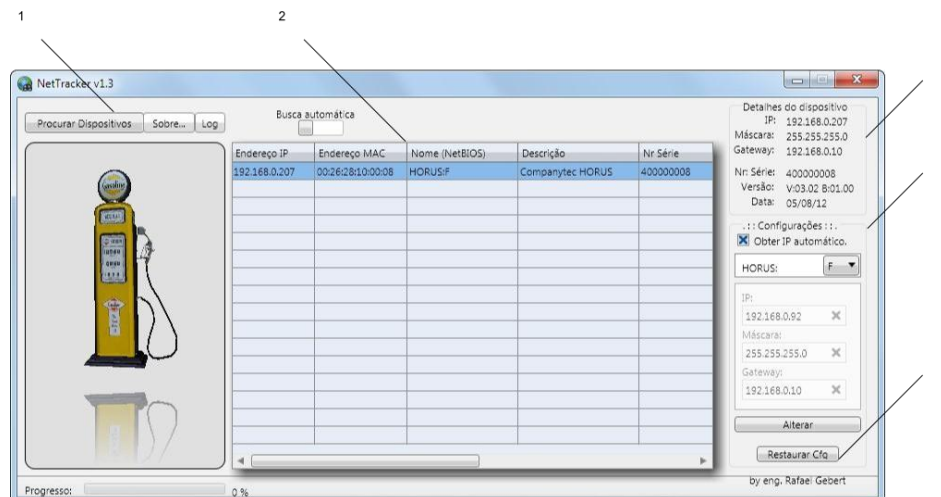 1
2
NetTracker v1.3
Procurar Dispositivos
Sobre...
Log
Busca automática
Endereço IP
Endereço MAC
Nome (NetBIOS)
Descrição
Nr Série
192.168.0.207
00:26:28:10:00:08
HORUS:F
Companytec HORUS
400000008
Detalhes do dispositivo
IP: 192.168.0.207
Máscara: 255.255.255.0
Gateway: 192.168.0.10
Nr: Série: 400000008
Versão: V:03.02 B:01.00
Data: 05/08/12
.:: Configurações ::.
Obter IP automático.
HORUS: F
IP:
192.168.0.92
Máscara:
255.255.255.0
Gateway:
192.168.0.10
Alterar
Restaurar Cfg
by eng. Rafael Gebert
Progresso: 0 %